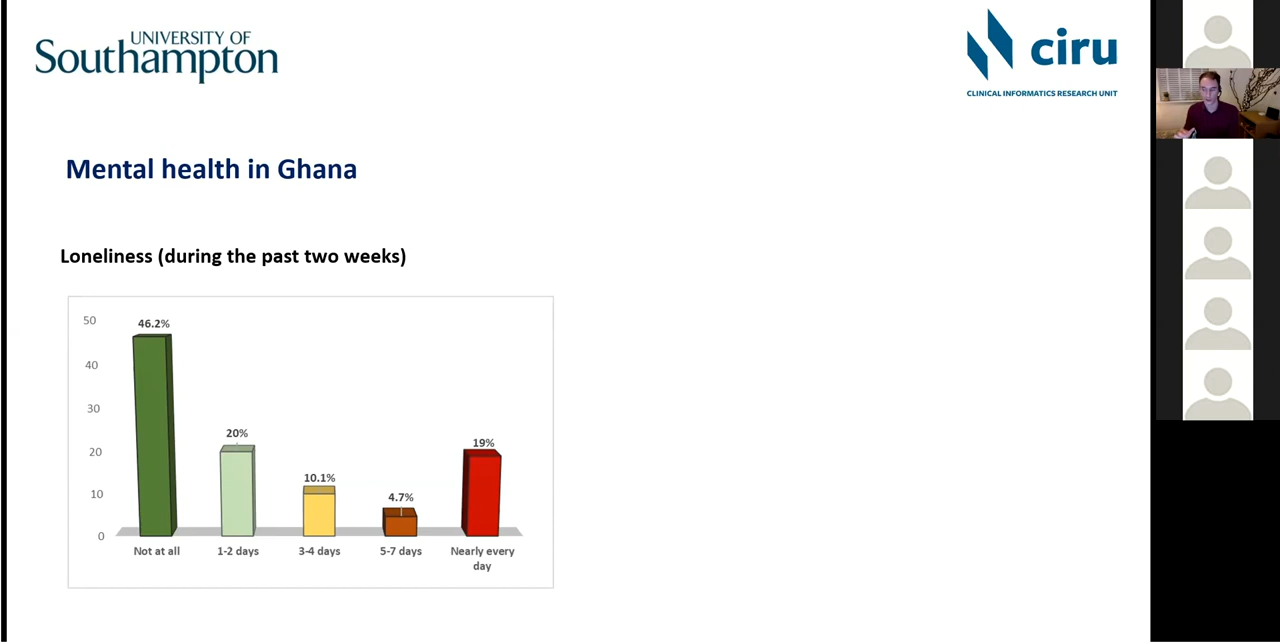 UNIVERSITY OF
Southampton
ciru
CLINICAL INFORMATICS RESEARCH UNIT
Mental health in Ghana
Loneliness (during the past two weeks)
50
40
30
20
10
0
46.2%
20%
10.1%
4.7%
19%
Not at all
1-2 days
3-4 days
5-7 days
Nearly every
day